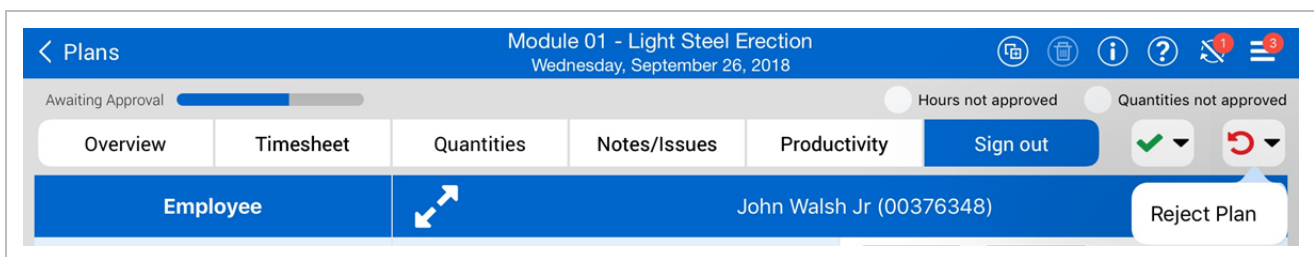 Plans
Module 01 - Light Steel Erection
Wednesday, September 26, 2018
1
3
Awaiting Approval
Hours not approved
Quantities not approved
Overview
Timesheet
Quantities
Notes/Issues
Productivity
Sign out
Employee
John Walsh Jr (00376348)
Reject Plan